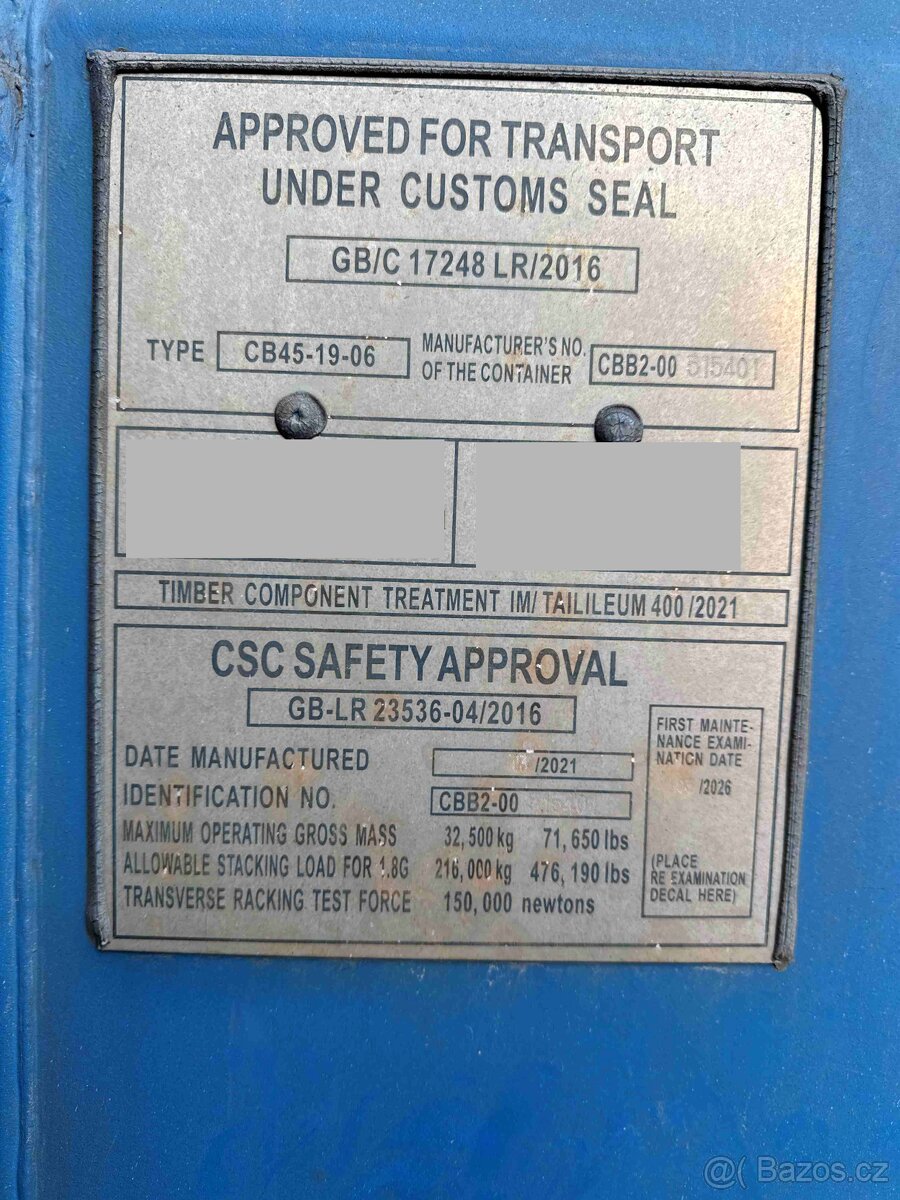 APPROVED FOR TRANSPORT
UNDER CUSTOMS SEAL
GB/C 17248 LR/2016
TYPE CB45-19-06
MANUFACTURER'S NO.
OF THE CONTAINER
CBB2-00 515401
TIMBER COMPONENT TREATMENT IM/TAILILEUM 400/2021
CSC SAFETY APPROVAL
GB-LR 23536-04/2016
DATE MANUFACTURED /2021
IDENTIFICATION NO. CBB2-00
MAXIMUM OPERATING GROSS MASS 32,500 kg 71,650 lbs
ALLOWABLE STACKING LOAD FOR 1.8G 216,000 kg 476,190 lbs
TRANSVERSE RACKING TEST FORCE 150,000 newtons
FIRST MAINTE-
NANCE EXAMI-
NATION DATE
/2026
(PLACE
RE EXAMINATION
DECAL HERE)
@( Bazos.cz